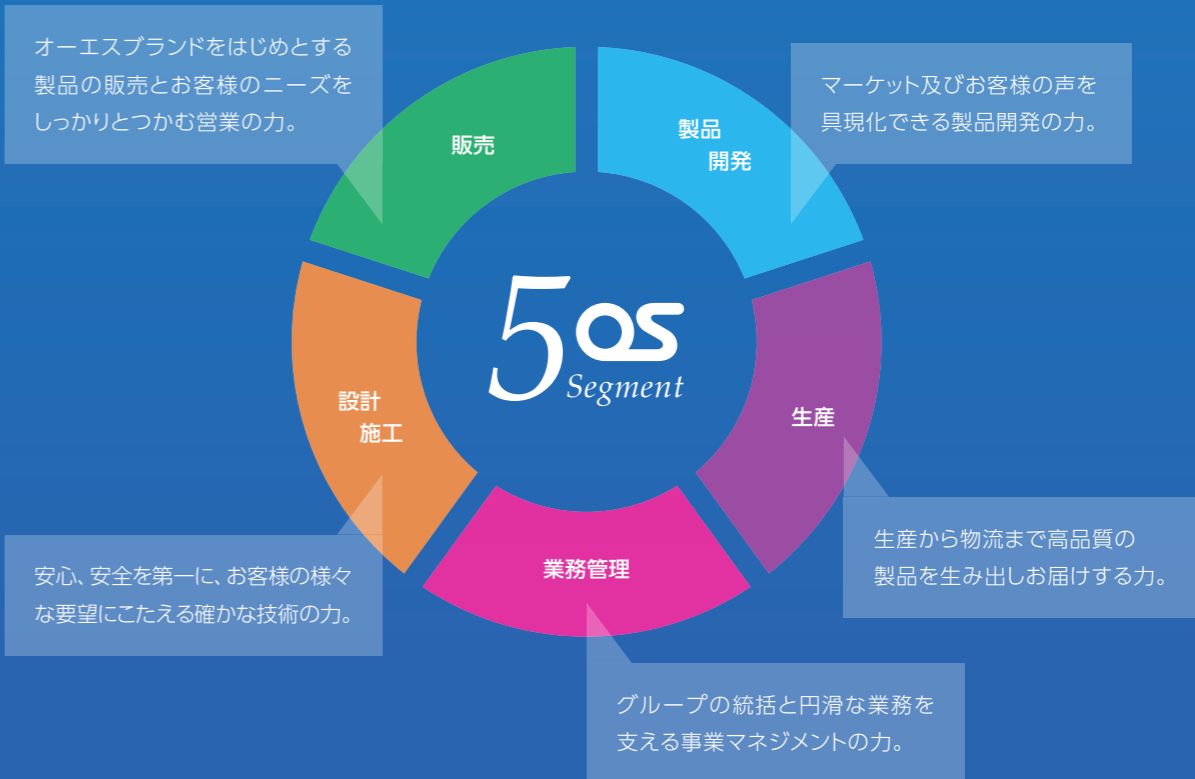 オーエスブランドをはじめとする
製品の販売とお客様のニーズを
しっかりとつかむ営業の力。
マーケット及びお客様の声を
具現化できる製品開発の力。
販売
製品
開発
5 OS
Segment
設計
施工
生産
業務管理
安心、安全を第一に、お客様の様々
な要望にこたえる確かな技術の力。
生産から物流まで高品質の
製品を生み出しお届けする力。
グループの統括と円滑な業務を
支える事業マネジメントの力。